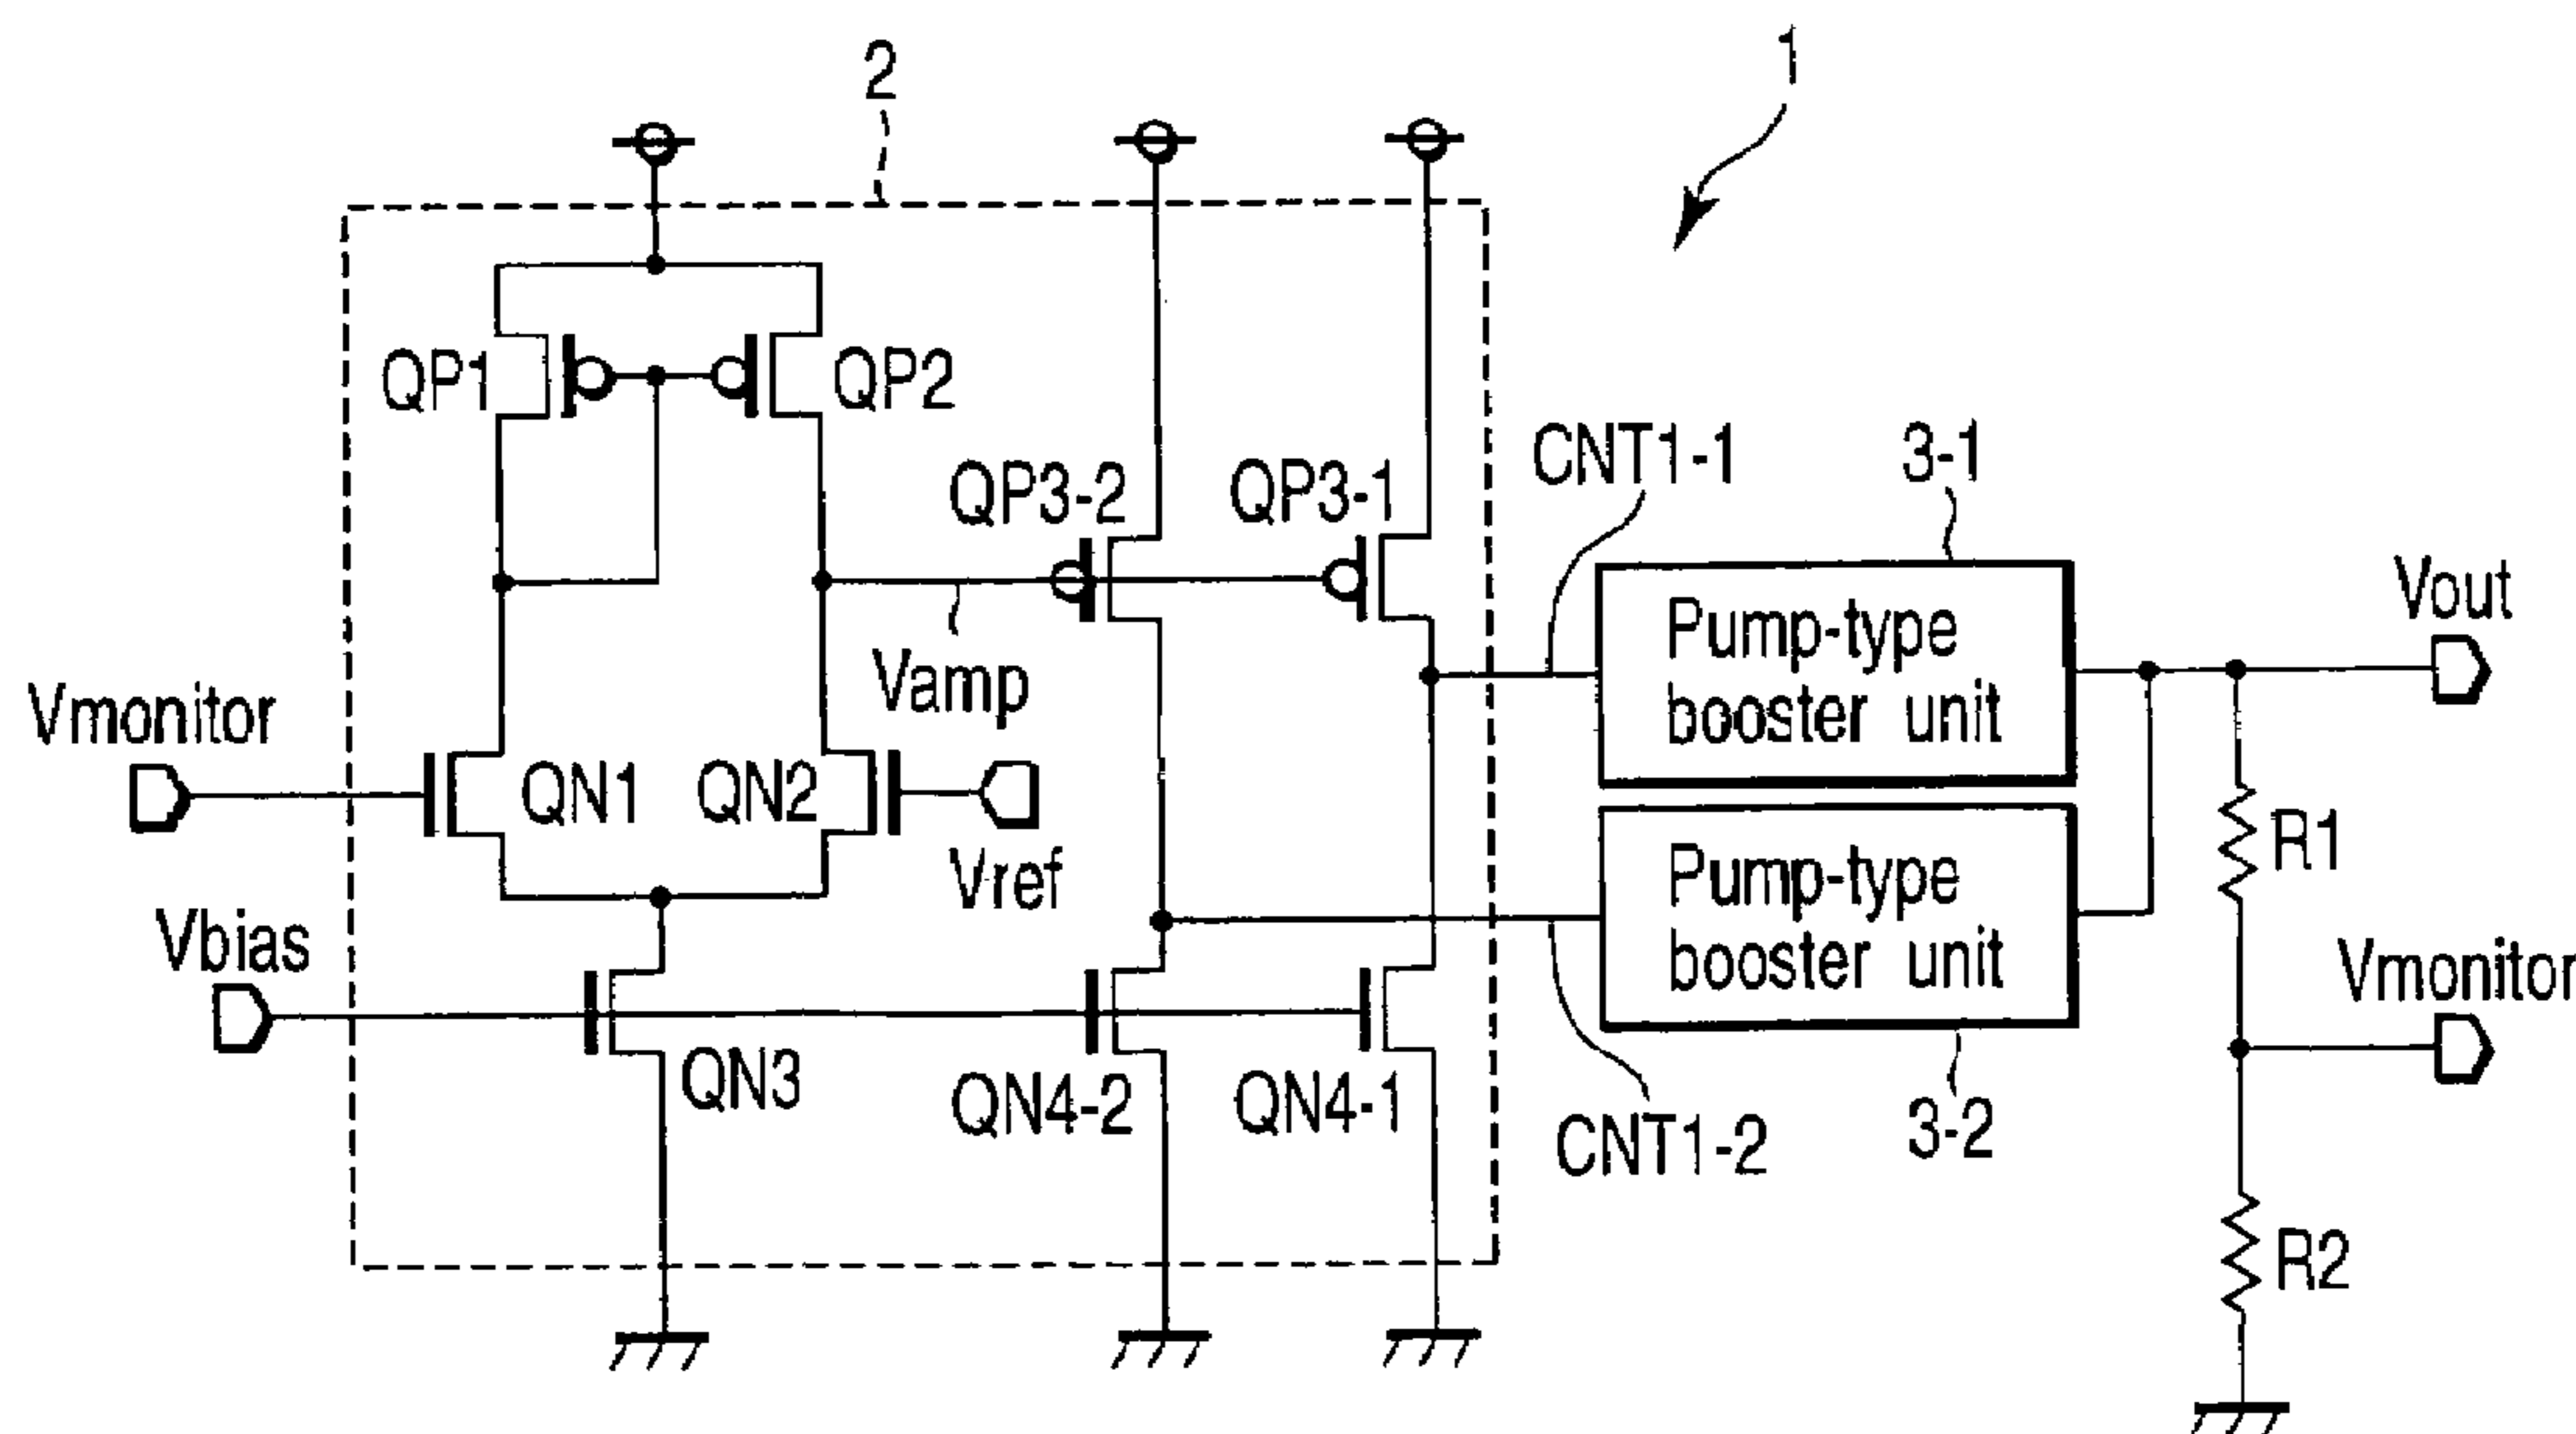 1
2
QP1
QP2
QP3-2
QP3-1
CNT1-1
3-1
Vout
Pump-type
booster unit
Vamp
Vmonitor
QN1
QN2
Vref
R1
Pump-type
booster unit
Vbias
Vmonitor
QN3
QN4-2
QN4-1
CNT1-2
3-2
R2